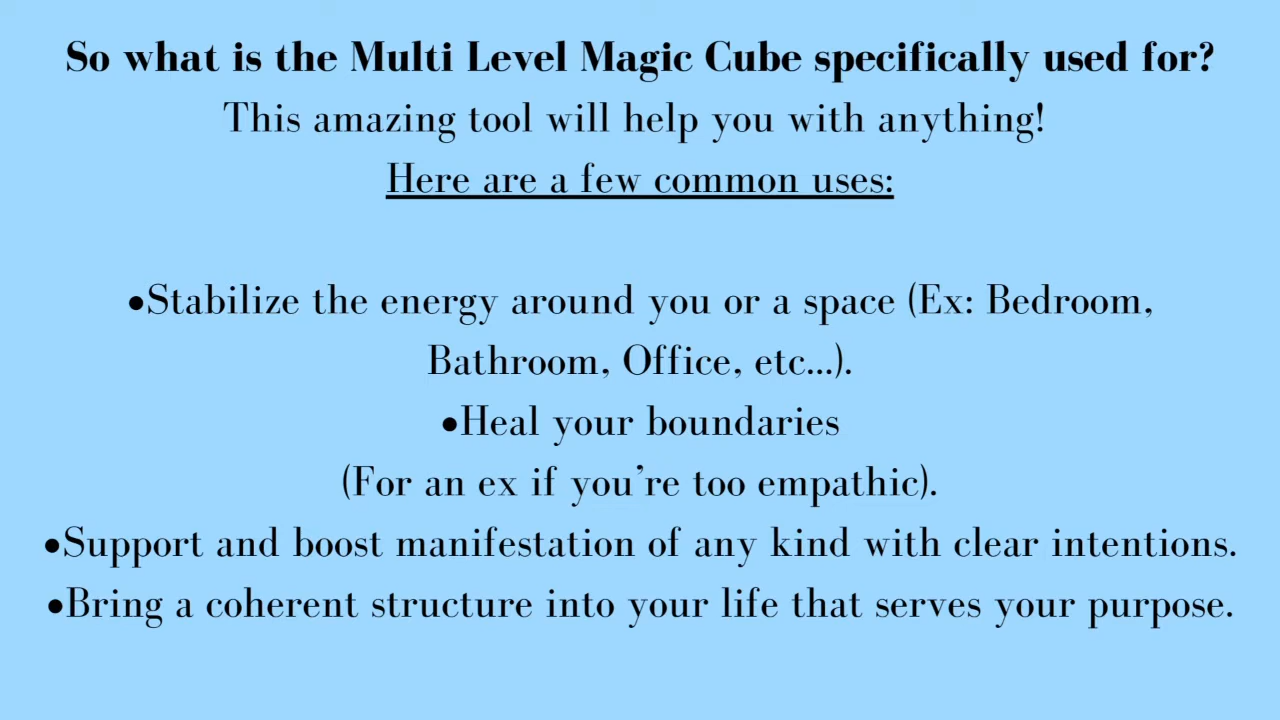 So what is the Multi Level Magic Cube specifically used for?
This amazing tool will help you with anything!
Here are a few common uses:
•Stabilize the energy around you or a space (Ex: Bedroom,
Bathroom, Office, etc...).
•Heal your boundaries
(For an ex if you’re too empathic).
•Support and boost manifestation of any kind with clear intentions.
•Bring a coherent structure into your life that serves your purpose.